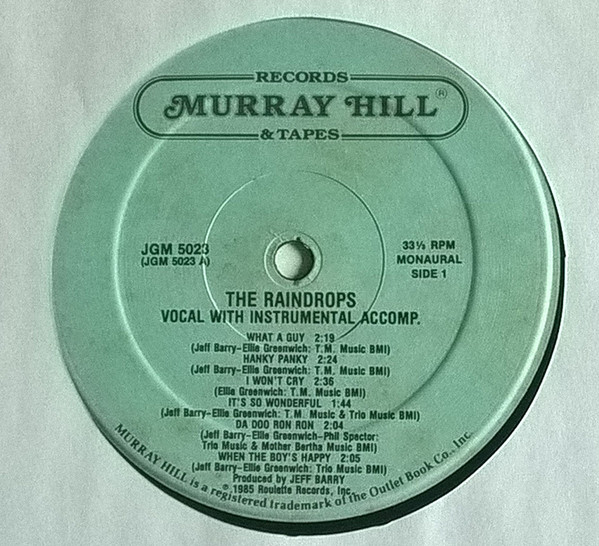 RECORDS
MURRAY HILL ®
& TAPES
JGM 5023
(JGM 5023 A)
33⅓ RPM
MONAURAL
SIDE 1
THE RAINDROPS
VOCAL WITH INSTRUMENTAL ACCOMP.
WHAT A GUY 2:19
(Jeff Barry–Ellie Greenwich: T.M. Music BMI)
HANKY PANKY 2:24
(Jeff Barry–Ellie Greenwich: T.M. Music BMI)
I WON'T CRY 2:36
(Ellie Greenwich: T.M. Music BMI)
IT'S SO WONDERFUL 1:44
(Jeff Barry–Ellie Greenwich: T.M. Music & Trio Music BMI)
DA DOO RON RON 2:04
(Jeff Barry–Ellie Greenwich–Phil Spector:
Trio Music & Mother Bertha Music BMI)
WHEN THE BOY'S HAPPY 2:05
(Jeff Barry–Ellie Greenwich: Trio Music BMI)
Produced by JEFF BARRY
℗ 1985 Roulette Records, Inc.
MURRAY HILL is a registered trademark of the Outlet Book Co., Inc.